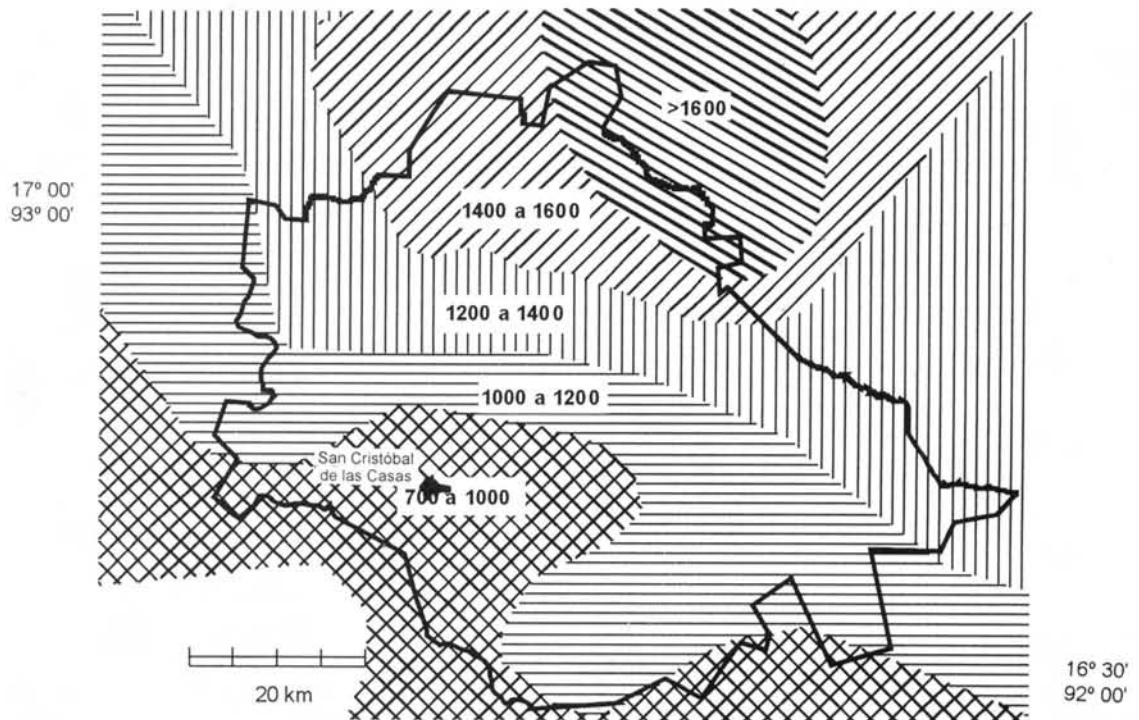 >1600
17° 00'
93° 00'
1400 a 1600
1200 a 1400
1000 a 1200
San Cristóbal
de las Casas
700 a 1000
20 km
16° 30'
92° 00'